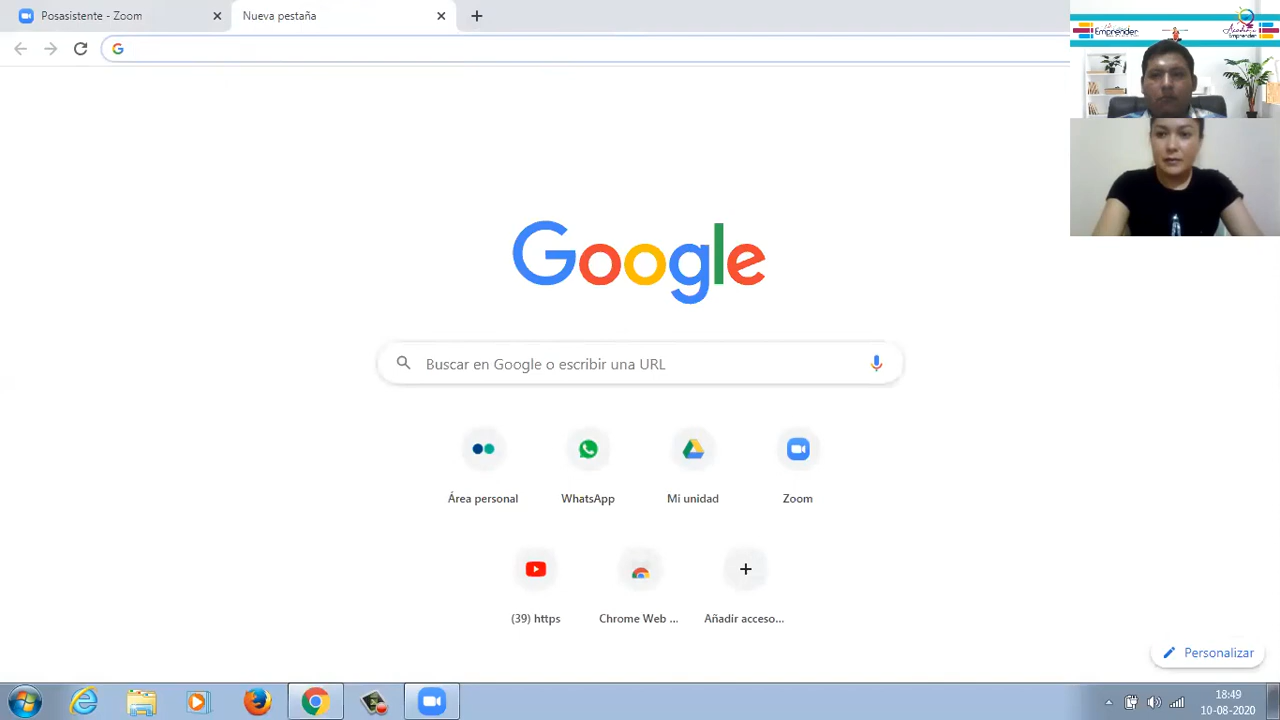 Posasistente - Zoom
Nueva pestaña
Emprender
Emprender
Google
Buscar en Google o escribir una URL
Área personal
WhatsApp
Mi unidad
Zoom
(39) https
Chrome Web ...
Añadir acceso...
Personalizar
18:49
10-08-2020